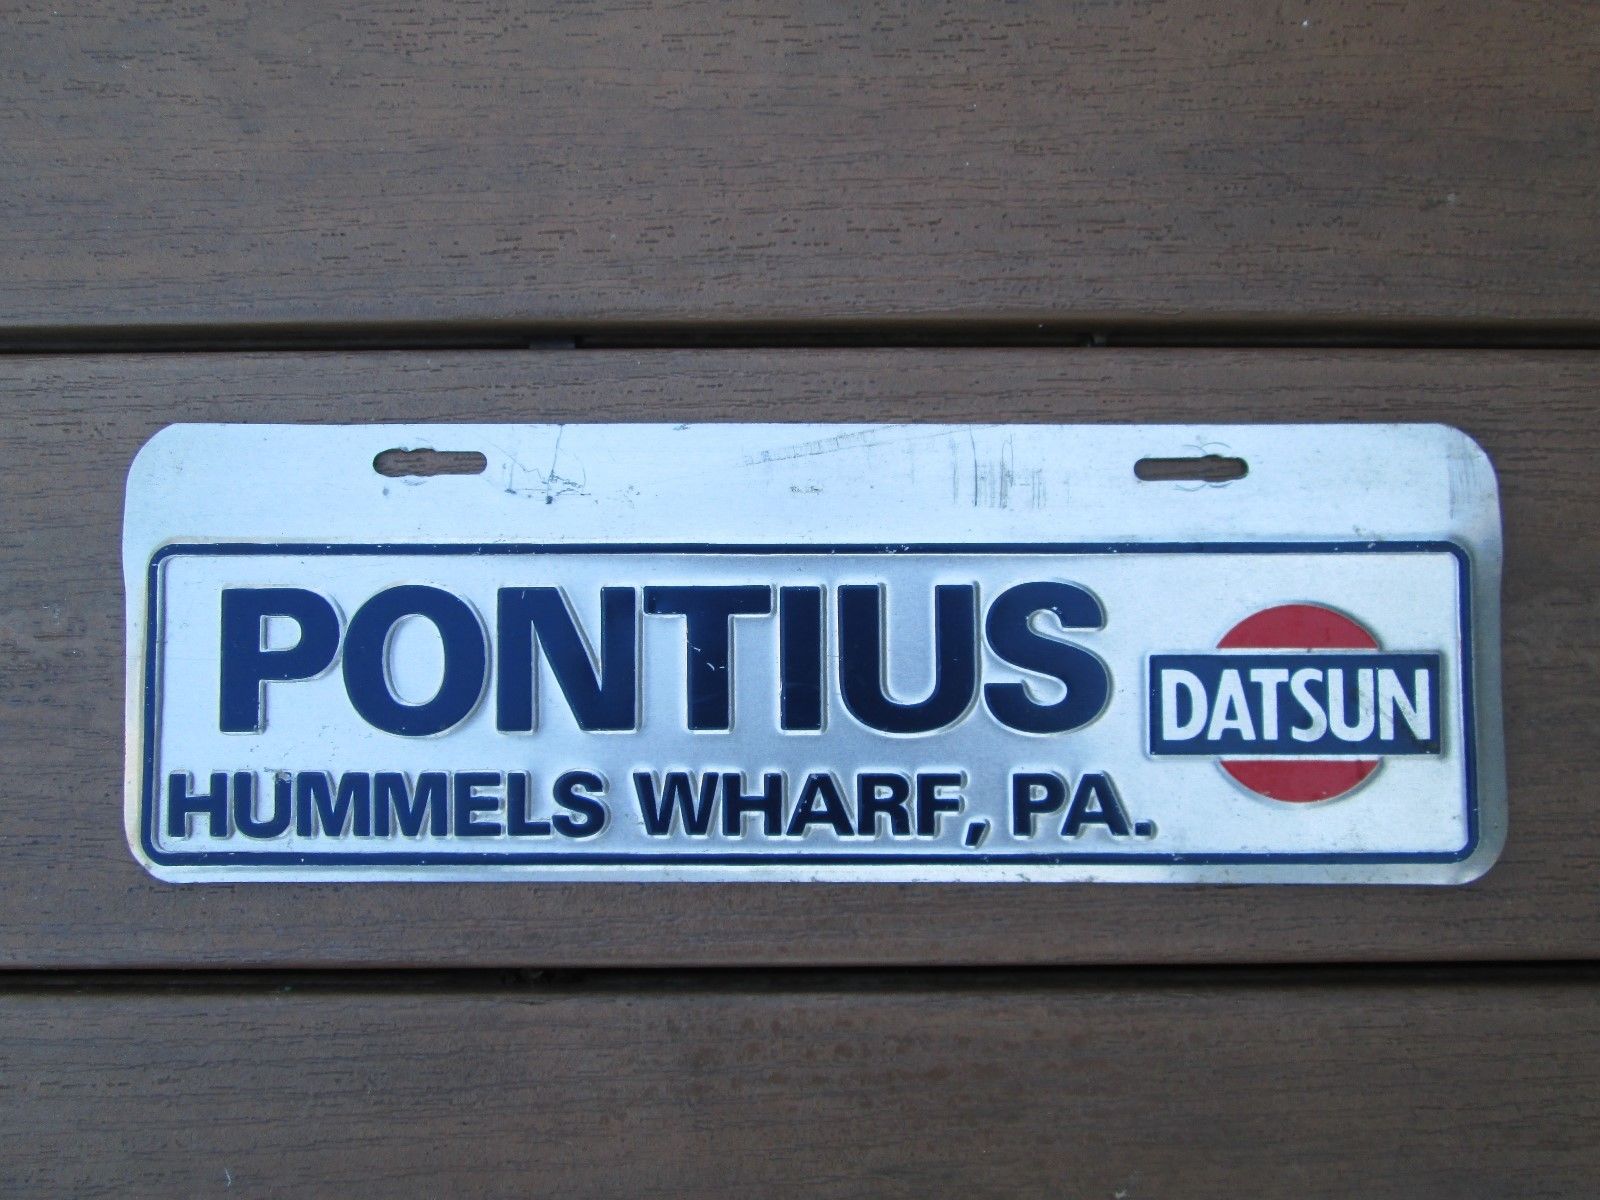 PONTIUS
HUMMELS WHARF, PA.
DATSUN